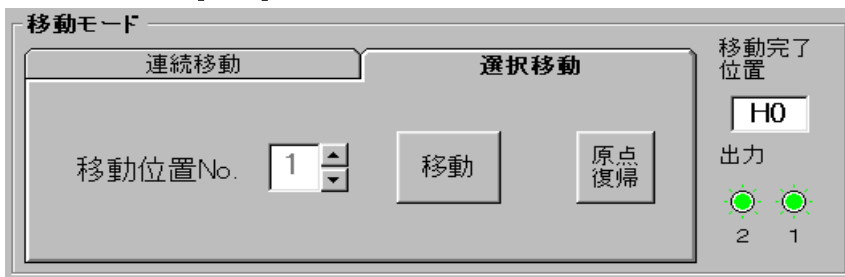 移動モード
連続移動
選択移動
移動完了
位置
H0
移動位置No.
1
移動
原点
復帰
出力
2
1